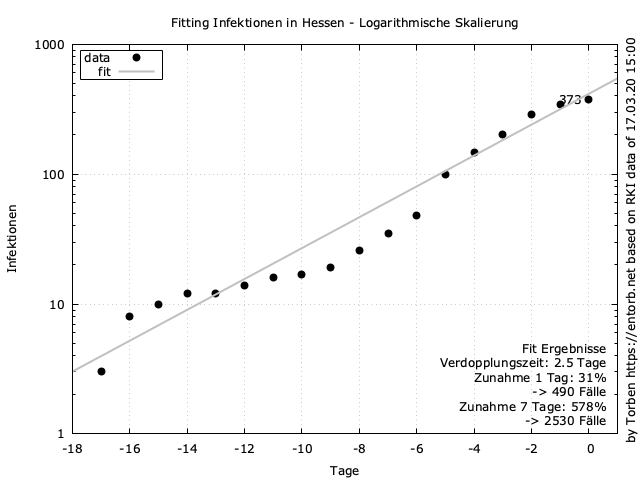 Fitting Infektionen in Hessen - Logarithmische Skalierung
data
fit
1000
100
10
1
Infektionen
373
Fit Ergebnisse
Verdopplungszeit: 2.5 Tage
Zunahme 1 Tag: 31%
-> 490 Fälle
Zunahme 7 Tage: 578%
-> 2530 Fälle
-18 -16 -14 -12 -10 -8 -6 -4 -2 0
Tage
by Torben https://entorb.net based on RKI data of 17.03.20 15:00